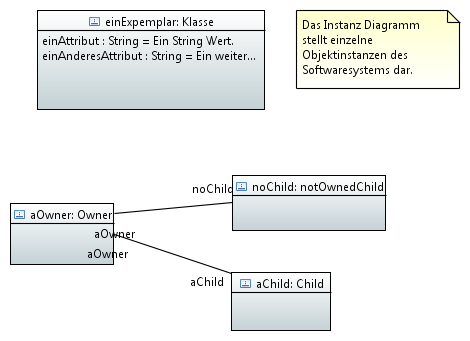 einExpemplar: Klasse
einAttribut : String = Ein String Wert.
einAnderesAttribut : String = Ein weiter...
Das Instanz Diagramm
stellt einzelne
Objektinstanzen des
Softwaresystems dar.
noChild
noChild: notOwnedChild
aOwner: Owner
aOwner
aOwner
aChild
aChild: Child